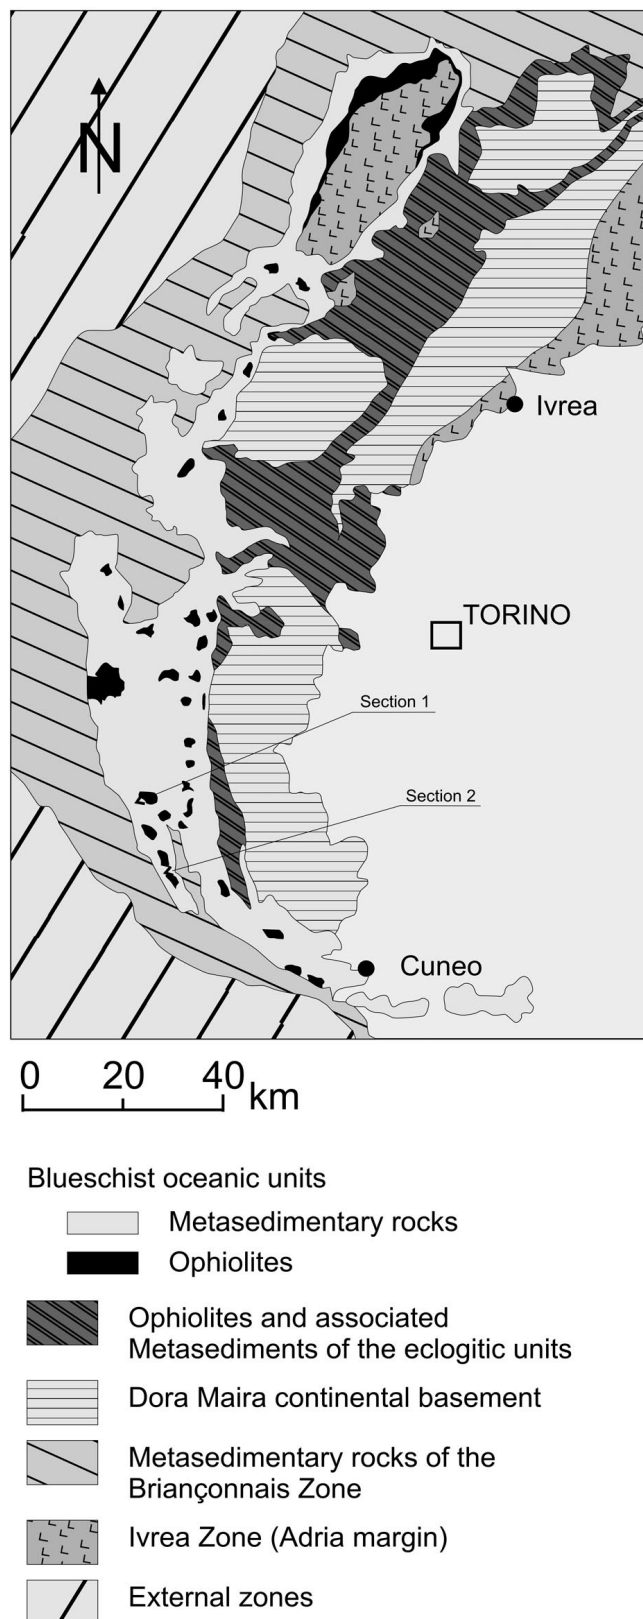 N
Ivrea
TORINO
Section 1
Section 2
Cuneo
0 20 40 km
Blueschist oceanic units
Metasedimentary rocks
Ophiolites
Ophiolites and associated
Metasediments of the eclogitic units
Dora Maira continental basement
Metasedimentary rocks of the
Briançonnais Zone
Ivrea Zone (Adria margin)
External zones